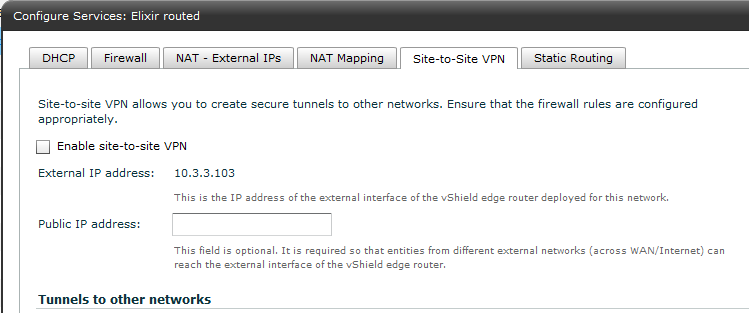 Configure Services: Elixir routed
DHCP Firewall NAT - External IPs NAT Mapping Site-to-Site VPN Static Routing
Site-to-site VPN allows you to create secure tunnels to other networks. Ensure that the firewall rules are configured
appropriately.
Enable site-to-site VPN
External IP address: 10.3.3.103
This is the IP address of the external interface of the vShield edge router deployed for this network.
Public IP address:
This field is optional. It is required so that entities from different external networks (across WAN/Internet) can
reach the external interface of the vShield edge router.
Tunnels to other networks